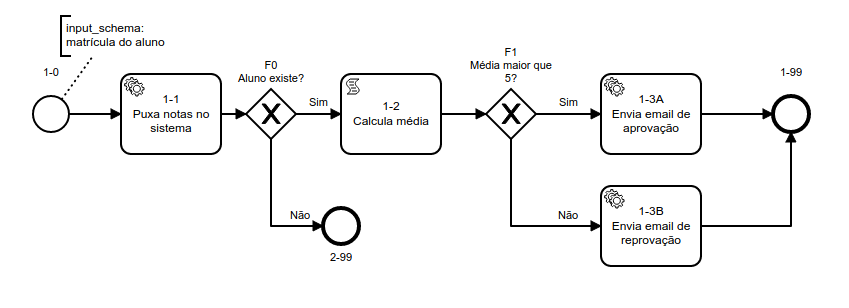 input_schema:
matrícula do aluno
1-0
1-1
Puxa notas no
sistema
F0
Aluno existe?
Sim
Não
2-99
1-2
Calcula média
F1
Média maior que
5?
Sim
Não
1-3A
Envia email de
aprovação
1-3B
Envia email de
reprovação
1-99